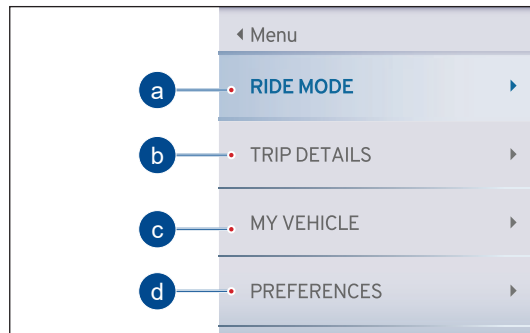 Menu
a RIDE MODE
b TRIP DETAILS
c MY VEHICLE
d PREFERENCES